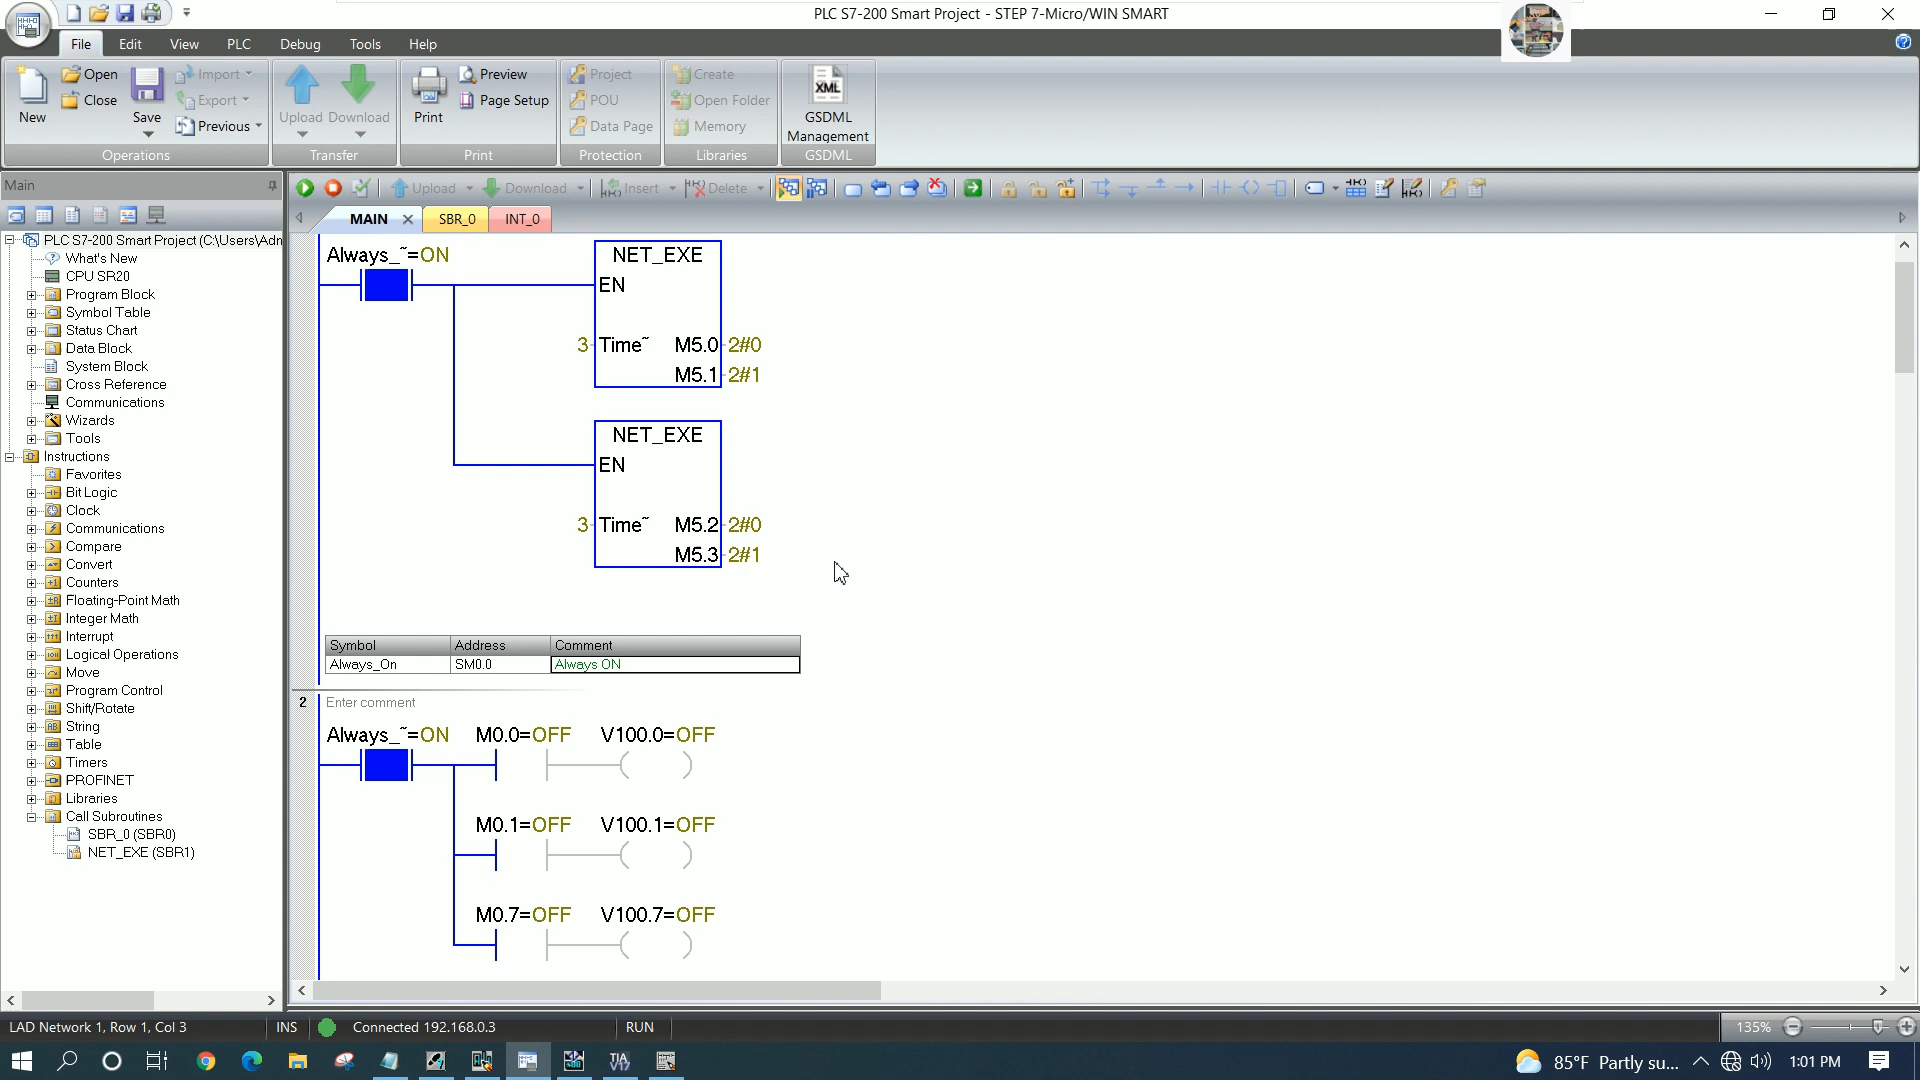 PLC S7-200 Smart Project - STEP 7-Micro/WIN SMART
File Edit View PLC Debug Tools Help
New
Open
Close
Save
Import
Export
Previous
Operations
Upload
Download
Transfer
Print
Preview
Page Setup
Print
Project
POU
Data Page
Protection
Create
Open Folder
Memory
Libraries
XML
GSDML
Management
GSDML
Main
Upload Download Insert Delete
MAIN SBR_0 INT_0
PLC S7-200 Smart Project (C:\Users\Adn
What's New
CPU SR20
Program Block
Symbol Table
Status Chart
Data Block
System Block
Cross Reference
Communications
Wizards
Tools
Instructions
Favorites
Bit Logic
Clock
Communications
Compare
Convert
Counters
Floating-Point Math
Integer Math
Interrupt
Logical Operations
Move
Program Control
Shift/Rotate
String
Table
Timers
PROFINET
Libraries
Call Subroutines
SBR_0 (SBR0)
NET_EXE (SBR1)
Always_~=ON
NET_EXE
EN
3 Time~ M5.0 2#0
M5.1 2#1
NET_EXE
EN
3 Time~ M5.2 2#0
M5.3 2#1
Symbol Address Comment
Always_On SM0.0 Always ON
2 Enter comment
Always_~=ON M0.0=OFF V100.0=OFF
M0.1=OFF V100.1=OFF
M0.7=OFF V100.7=OFF
LAD Network 1, Row 1, Col 3 INS Connected 192.168.0.3 RUN 135%
TIA V17 85°F Partly su... 1:01 PM